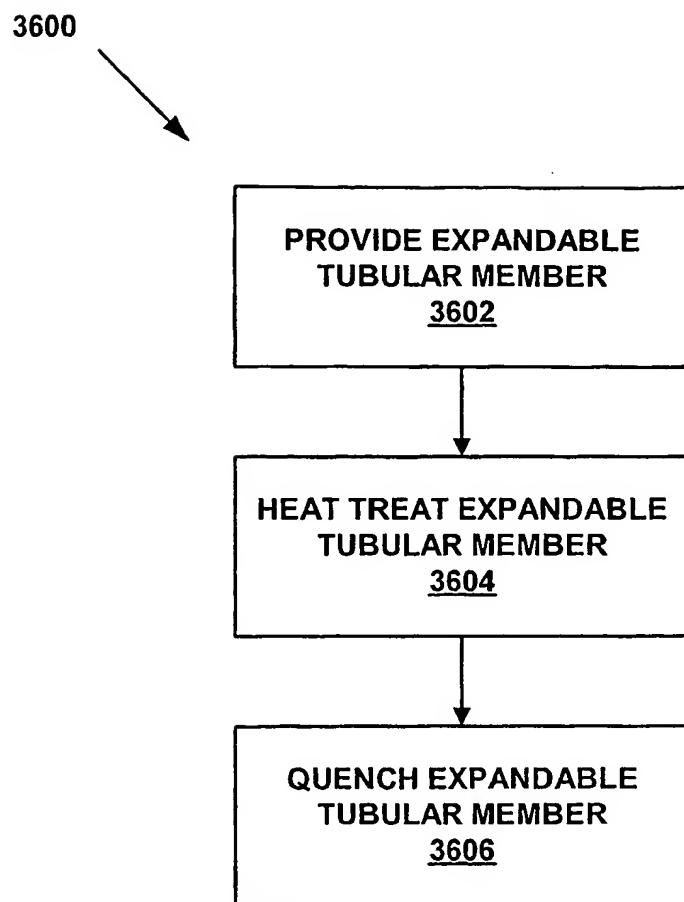 3600
PROVIDE EXPANDABLE
TUBULAR MEMBER
3602
HEAT TREAT EXPANDABLE
TUBULAR MEMBER
3604
QUENCH EXPANDABLE
TUBULAR MEMBER
3606